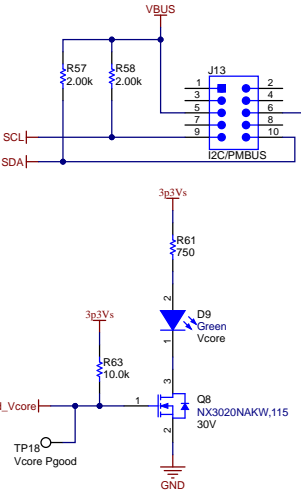 VBUS
R57
2.00k
R58
2.00k
J13
1 2
3 4
5 6
7 8
9 10
I2C/PMBUS
SCL
SDA
3p3Vs
R61
750
2
D9
Green
Vcore
1
3p3Vs
R63
10.0k
3
Q8
NX3020NAKW,115
30V
1
2
d_Vcore
TP18
Vcore Pgood
GND